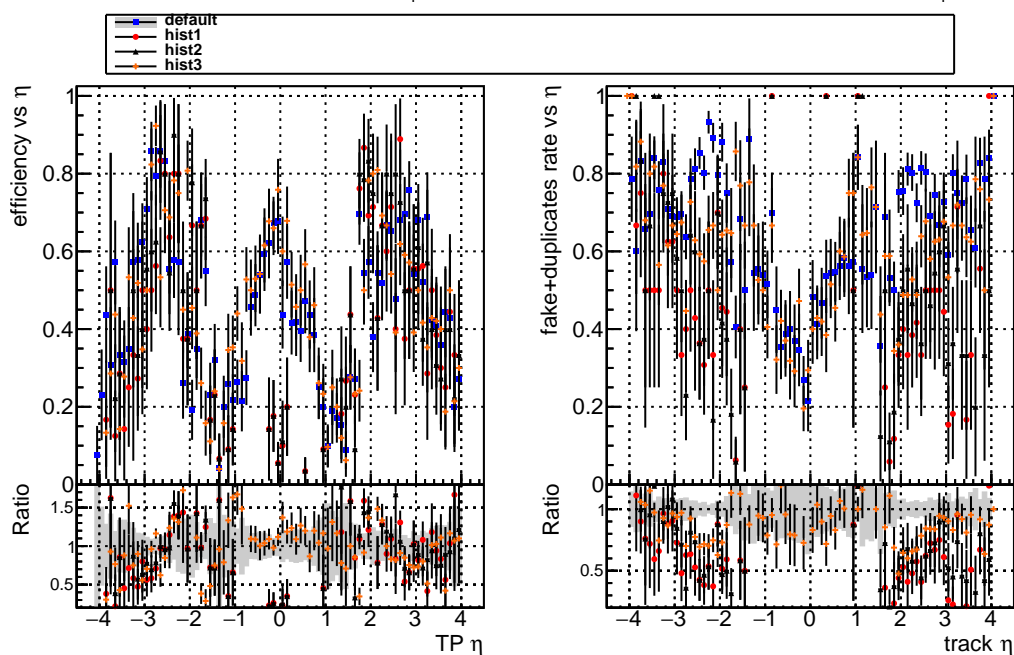 default
hist1
hist2
hist3
efficiency vs η
1
0.8
0.6
0.4
0.2
0
Ratio
1.5
1
0.5
−4 −3 −2 −1 0 1 2 3 4
TP η
fake+duplicates rate vs η
1
0.8
0.6
0.4
0.2
0
Ratio
1
0.5
−4 −3 −2 −1 0 1 2 3 4
track η